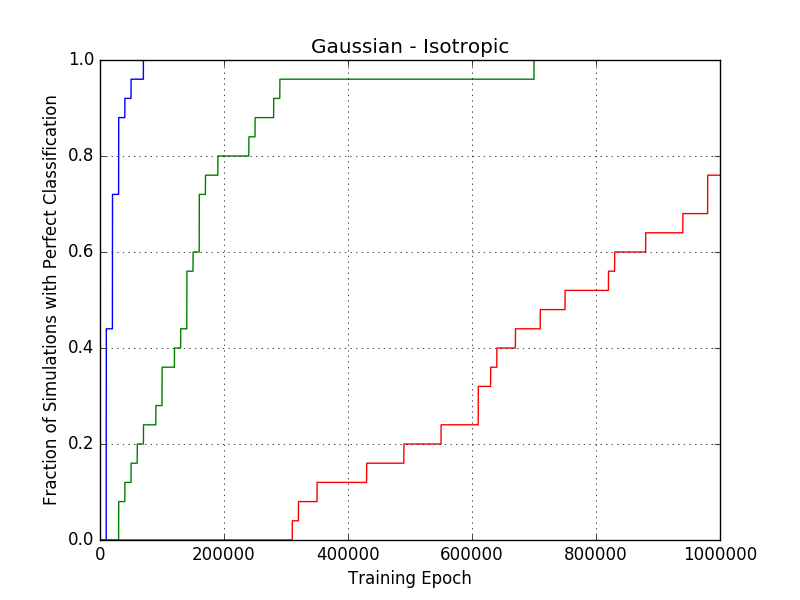 Gaussian - Isotropic
1.0
0.8
0.6
0.4
0.2
0.0
Fraction of Simulations with Perfect Classification
0 200000 400000 600000 800000 1000000
Training Epoch